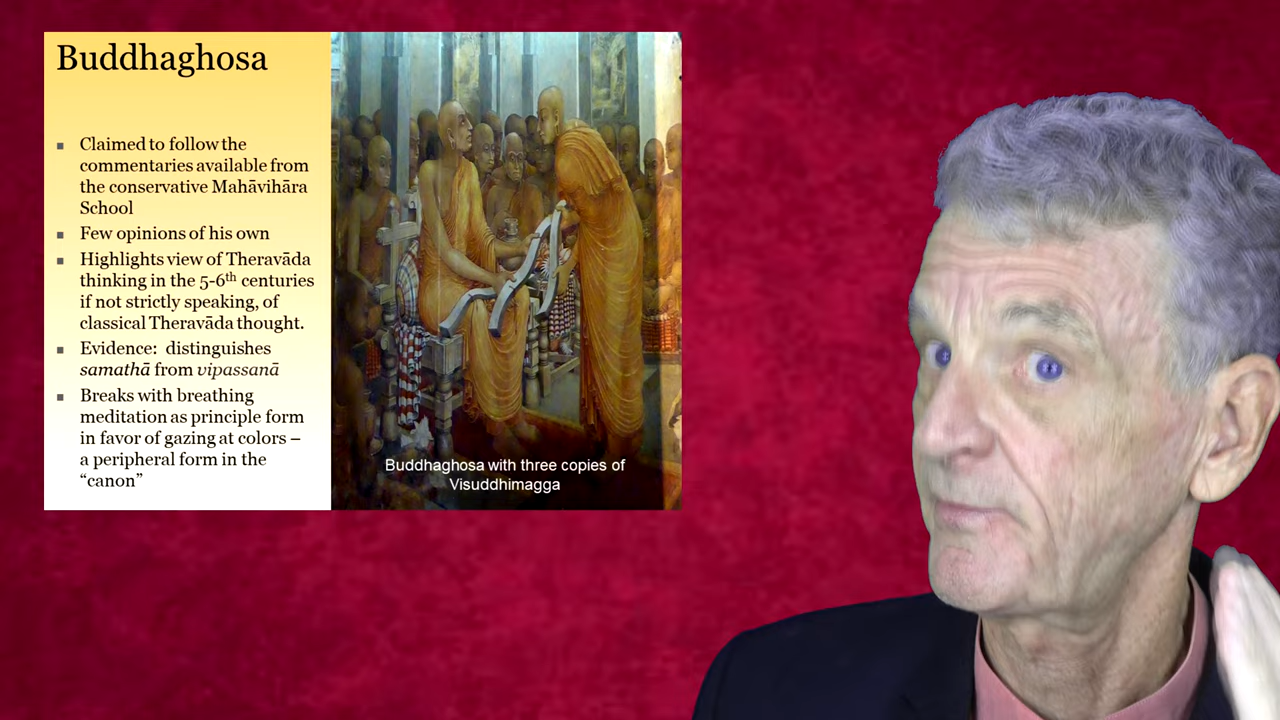 Buddhaghosa
▪ Claimed to follow the
commentaries available from
the conservative Mahāvihāra
School
▪ Few opinions of his own
▪ Highlights view of Theravāda
thinking in the 5-6th centuries
if not strictly speaking, of
classical Theravāda thought.
▪ Evidence: distinguishes
samathā from vipassanā
▪ Breaks with breathing
meditation as principle form
in favor of gazing at colors –
a peripheral form in the
“canon”
Buddhaghosa with three copies of
Visuddhimagga